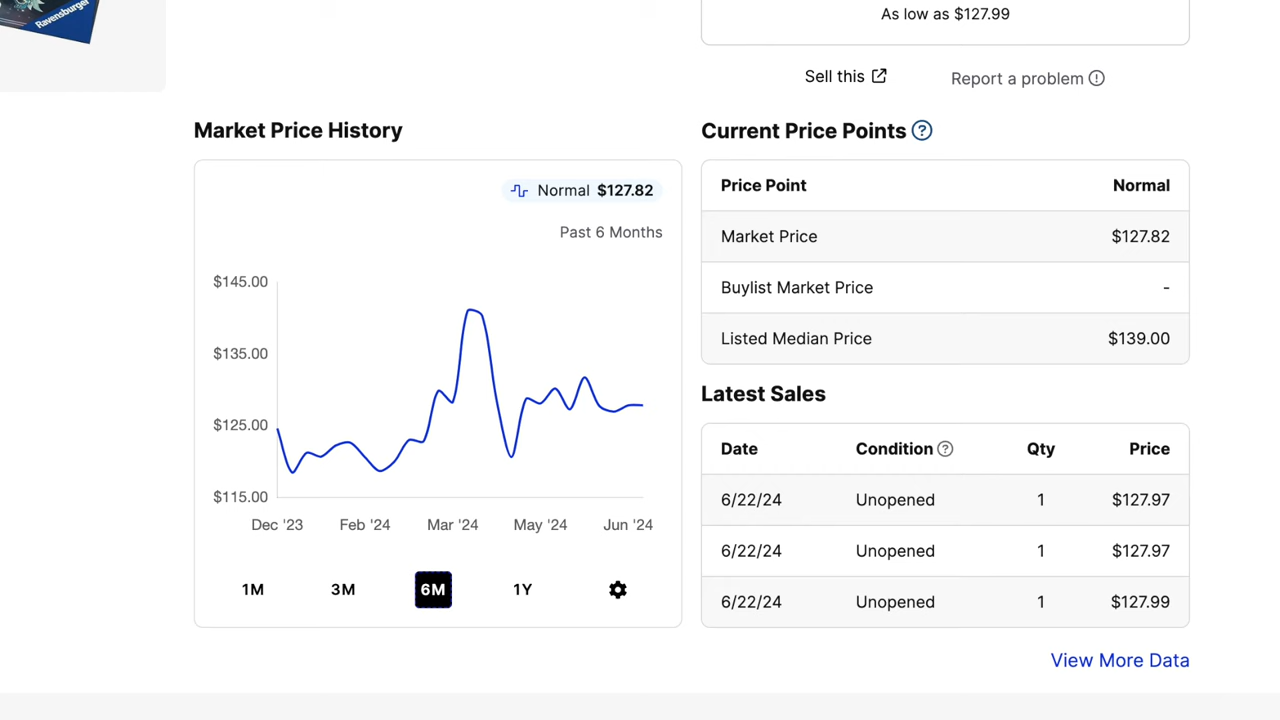 Ravensburger
As low as $127.99
Sell this
Report a problem
Market Price History
Normal $127.82
Past 6 Months
$145.00
$135.00
$125.00
$115.00
Dec '23 Feb '24 Mar '24 May '24 Jun '24
1M 3M 6M 1Y
Current Price Points ?
Price Point Normal
Market Price $127.82
Buylist Market Price -
Listed Median Price $139.00
Latest Sales
Date Condition ? Qty Price
6/22/24 Unopened 1 $127.97
6/22/24 Unopened 1 $127.97
6/22/24 Unopened 1 $127.99
View More Data